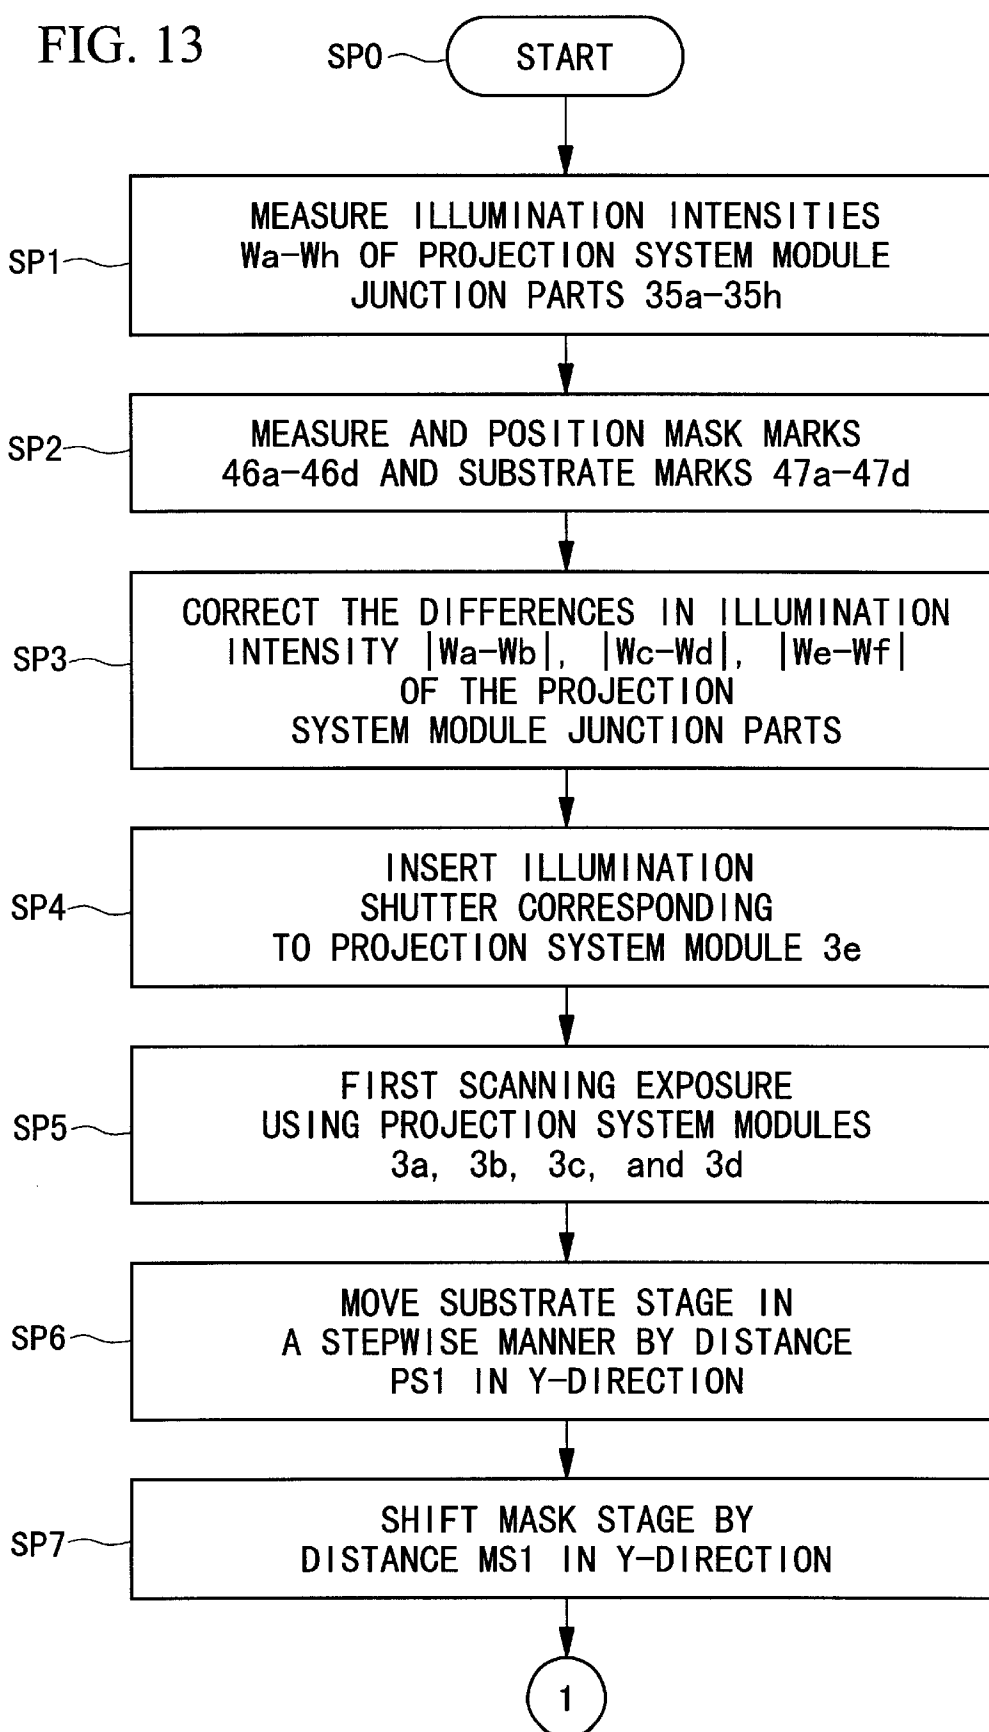 FIG. 13
SP0
START
SP1
MEASURE ILLUMINATION INTENSITIES
Wa-Wh OF PROJECTION SYSTEM MODULE
JUNCTION PARTS 35a-35h
SP2
MEASURE AND POSITION MASK MARKS
46a-46d AND SUBSTRATE MARKS 47a-47d
SP3
CORRECT THE DIFFERENCES IN ILLUMINATION
INTENSITY |Wa-Wb|, |Wc-Wd|, |We-Wf|
OF THE PROJECTION
SYSTEM MODULE JUNCTION PARTS
SP4
INSERT ILLUMINATION
SHUTTER CORRESPONDING
TO PROJECTION SYSTEM MODULE 3e
SP5
FIRST SCANNING EXPOSURE
USING PROJECTION SYSTEM MODULES
3a, 3b, 3c, and 3d
SP6
MOVE SUBSTRATE STAGE IN
A STEPWISE MANNER BY DISTANCE
PS1 IN Y-DIRECTION
SP7
SHIFT MASK STAGE BY
DISTANCE MS1 IN Y-DIRECTION
1